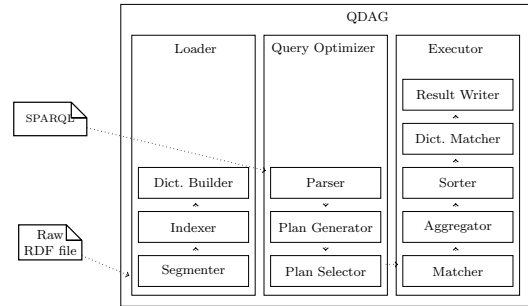 QDAG
Loader
Query Optimizer
Executor
Result Writer
SPARQL
Dict. Matcher
Dict. Builder
Parser
Sorter
Indexer
Plan Generator
Aggregator
Raw
RDF file
Segmenter
Plan Selector
Matcher